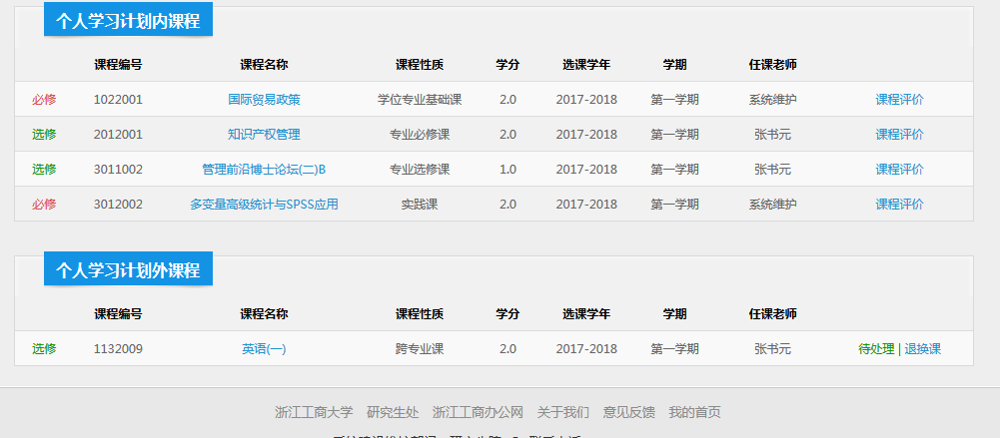 个人学习计划内课程
课程编号 课程名称 课程性质 学分 选课学年 学期 任课老师
必修 1022001 国际贸易政策 学位专业基础课 2.0 2017-2018 第一学期 系统维护 课程评价
选修 2012001 知识产权管理 专业必修课 2.0 2017-2018 第一学期 张书元 课程评价
选修 3011002 管理前沿博士论坛(二)B 专业选修课 1.0 2017-2018 第一学期 张书元 课程评价
必修 3012002 多变量高级统计与SPSS应用 实践课 2.0 2017-2018 第一学期 系统维护 课程评价
个人学习计划外课程
课程编号 课程名称 课程性质 学分 选课学年 学期 任课老师
选修 1132009 英语(一) 跨专业课 2.0 2017-2018 第一学期 张书元 待处理 | 退换课
浙江工商大学 研究生处 浙江工商办公网 关于我们 意见反馈 我的首页